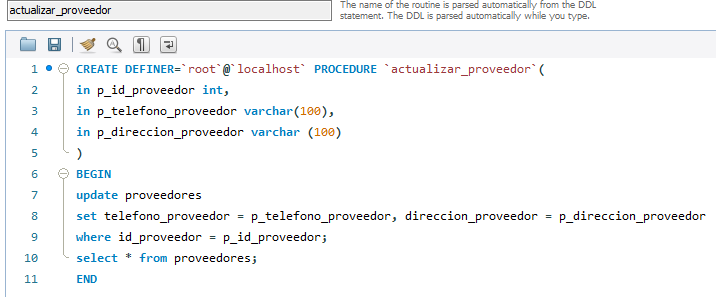 actualizar_proveedor
The name of the routine is parsed automatically from the DDL
statement. The DDL is parsed automatically while you type.
1 CREATE DEFINER=`root`@`localhost` PROCEDURE `actualizar_proveedor`(
2 in p_id_proveedor int,
3 in p_telefono_proveedor varchar(100),
4 in p_direccion_proveedor varchar (100)
5 )
6 BEGIN
7 update proveedores
8 set telefono_proveedor = p_telefono_proveedor, direccion_proveedor = p_direccion_proveedor
9 where id_proveedor = p_id_proveedor;
10 select * from proveedores;
11 END